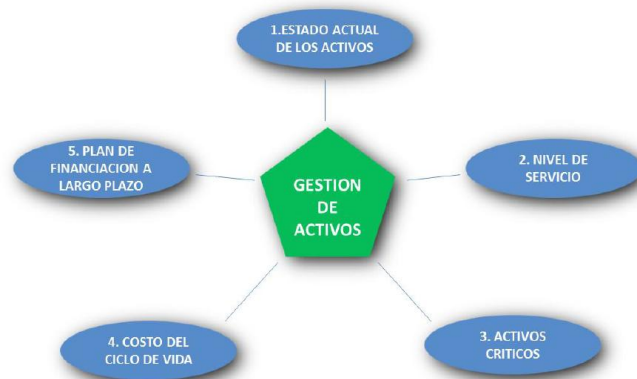 1.ESTADO ACTUAL
DE LOS ACTIVOS
5. PLAN DE
FINANCIACION A
LARGO PLAZO
GESTION
DE
ACTIVOS
2. NIVEL DE
SERVICIO
4. COSTO DEL
CICLO DE VIDA
3. ACTIVOS
CRITICOS